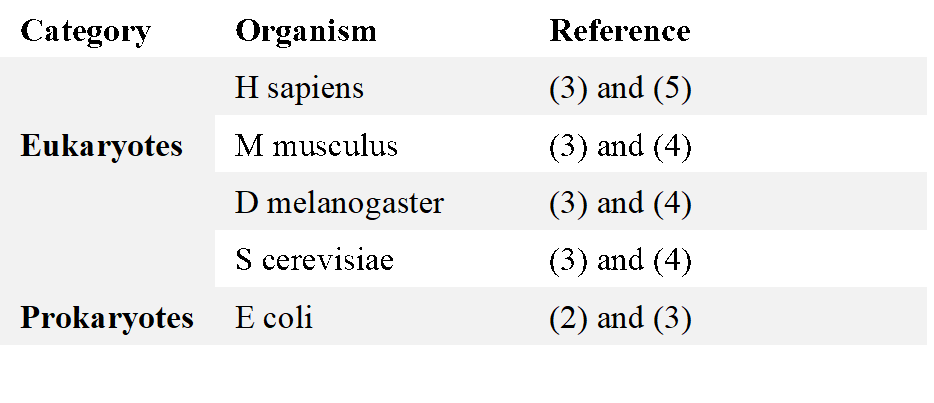 Category Organism Reference
H sapiens (3) and (5)
Eukaryotes M musculus (3) and (4)
D melanogaster (3) and (4)
S cerevisiae (3) and (4)
Prokaryotes E coli (2) and (3)